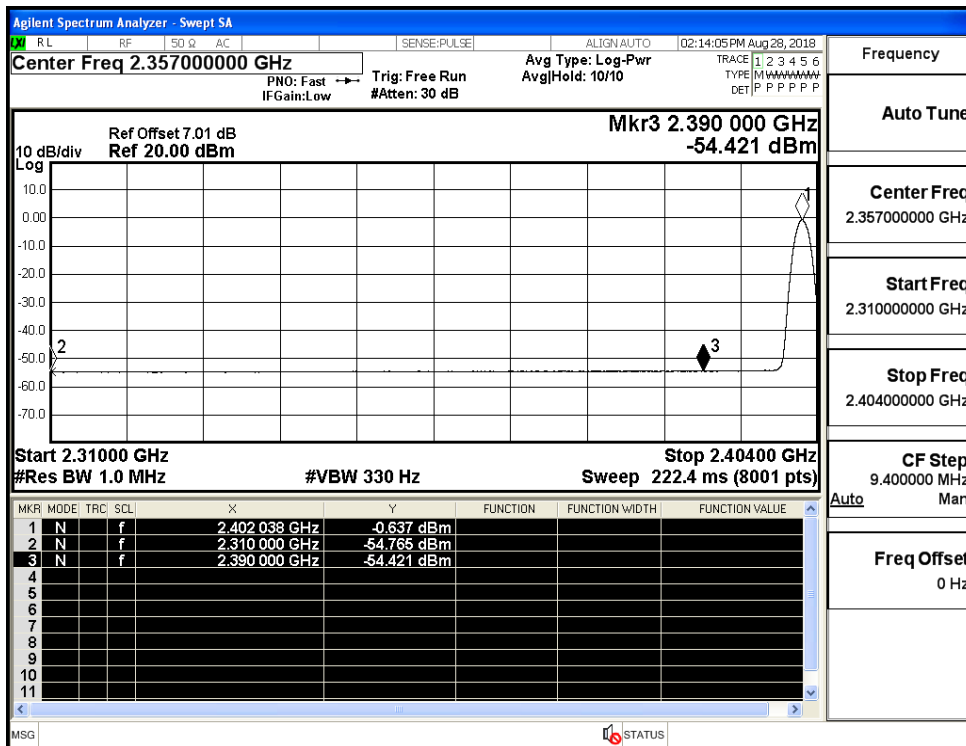 Agilent Spectrum Analyzer - Swept SA
LXI RL RF 50 Ω AC SENSE:PULSE ALIGNAUTO 02:14:05PM Aug28, 2018
Center Freq 2.357000000 GHz
PNO: Fast
IFGain:Low
Trig: Free Run
#Atten: 30 dB
Avg Type: Log-Pwr
Avg|Hold: 10/10
TRACE 1 2 3 4 5 6
TYPE M WWWWW
DET P P P P P P
Ref Offset 7.01 dB
10 dB/div Ref 20.00 dBm
Log
Mkr3 2.390 000 GHz
-54.421 dBm
10.0
0.00
-10.0
-20.0
-30.0
-40.0
-50.0
-60.0
-70.0
1
2
3
Start 2.31000 GHz Stop 2.40400 GHz
#Res BW 1.0 MHz #VBW 330 Hz Sweep 222.4 ms (8001 pts)
MKR MODE TRC SCL X Y FUNCTION FUNCTION WIDTH FUNCTION VALUE
1 N f 2.402 038 GHz -0.637 dBm
2 N f 2.310 000 GHz -54.765 dBm
3 N f 2.390 000 GHz -54.421 dBm
4
5
6
7
8
9
10
11
MSG STATUS
Frequency
Auto Tune
Center Freq
2.357000000 GHz
Start Freq
2.310000000 GHz
Stop Freq
2.404000000 GHz
CF Step
9.400000 MHz
Auto Man
Freq Offset
0 Hz